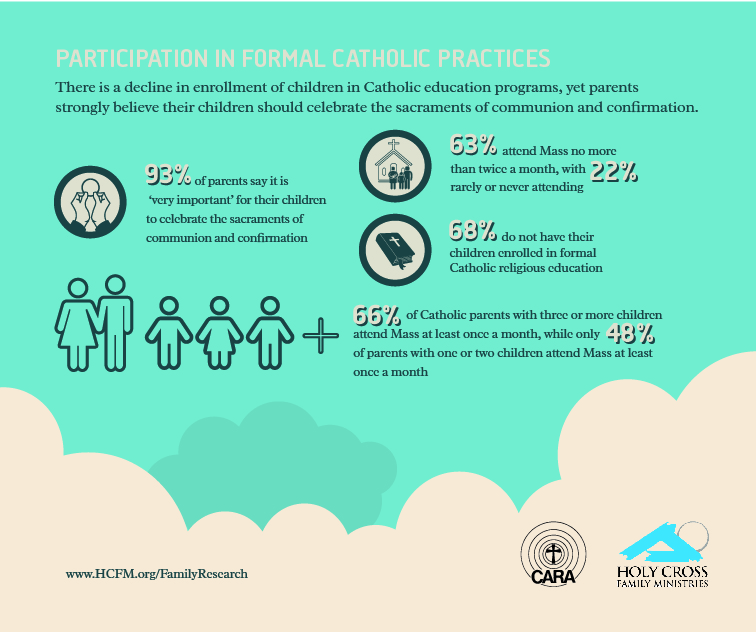 PARTICIPATION IN FORMAL CATHOLIC PRACTICES
There is a decline in enrollment of children in Catholic education programs, yet parents
strongly believe their children should celebrate the sacraments of communion and confirmation.
93% of parents say it is
‘very important’ for their children
to celebrate the sacraments of
communion and confirmation
63% attend Mass no more
than twice a month, with 22%
rarely or never attending
68% do not have their
children enrolled in formal
Catholic religious education
66% of Catholic parents with three or more children
attend Mass at least once a month, while only 48%
of parents with one or two children attend Mass at least
once a month
www.HCFM.org/FamilyResearch
CARA
HOLY CROSS
FAMILY MINISTRIES